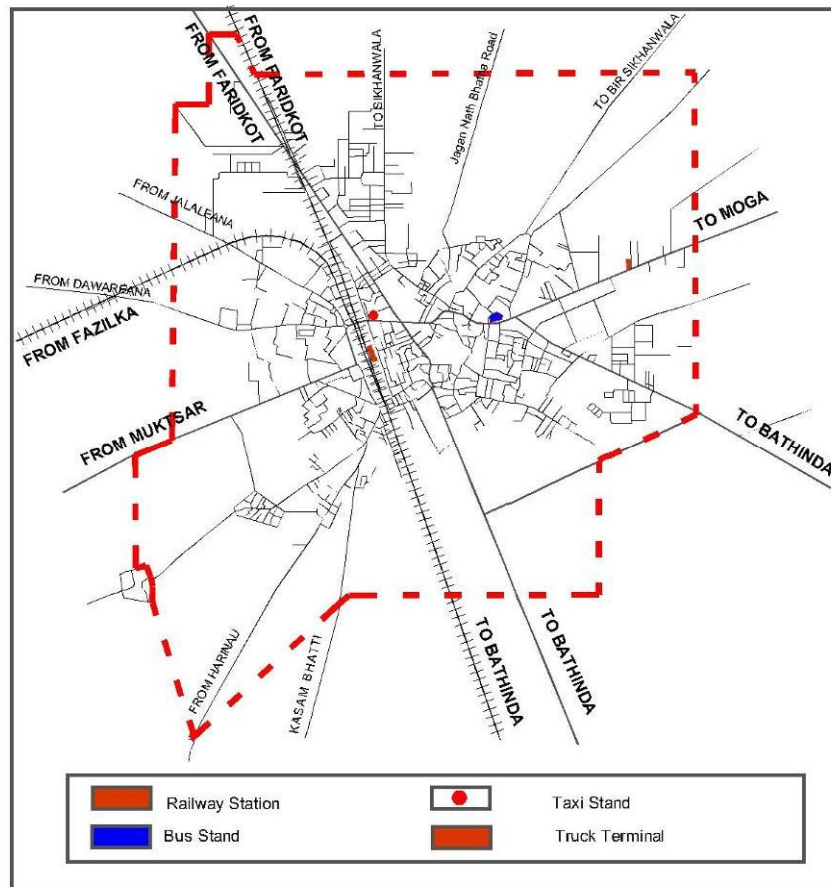 FROM FARIDKOT
FROM FARIDKOT
TO SIKHANWALA
Jagan Nath Bhatha Road
TO BIR SIKHANWALA
FROM JALALEANA
TO MOGA
FROM DAWAREANA
FROM FAZILKA
FROM MUKTSAR
TO BATHINDA
FROM HARINAU
KASAM BHATTI
TO BATHINDA
TO BATHINDA
Railway Station
Taxi Stand
Bus Stand
Truck Terminal